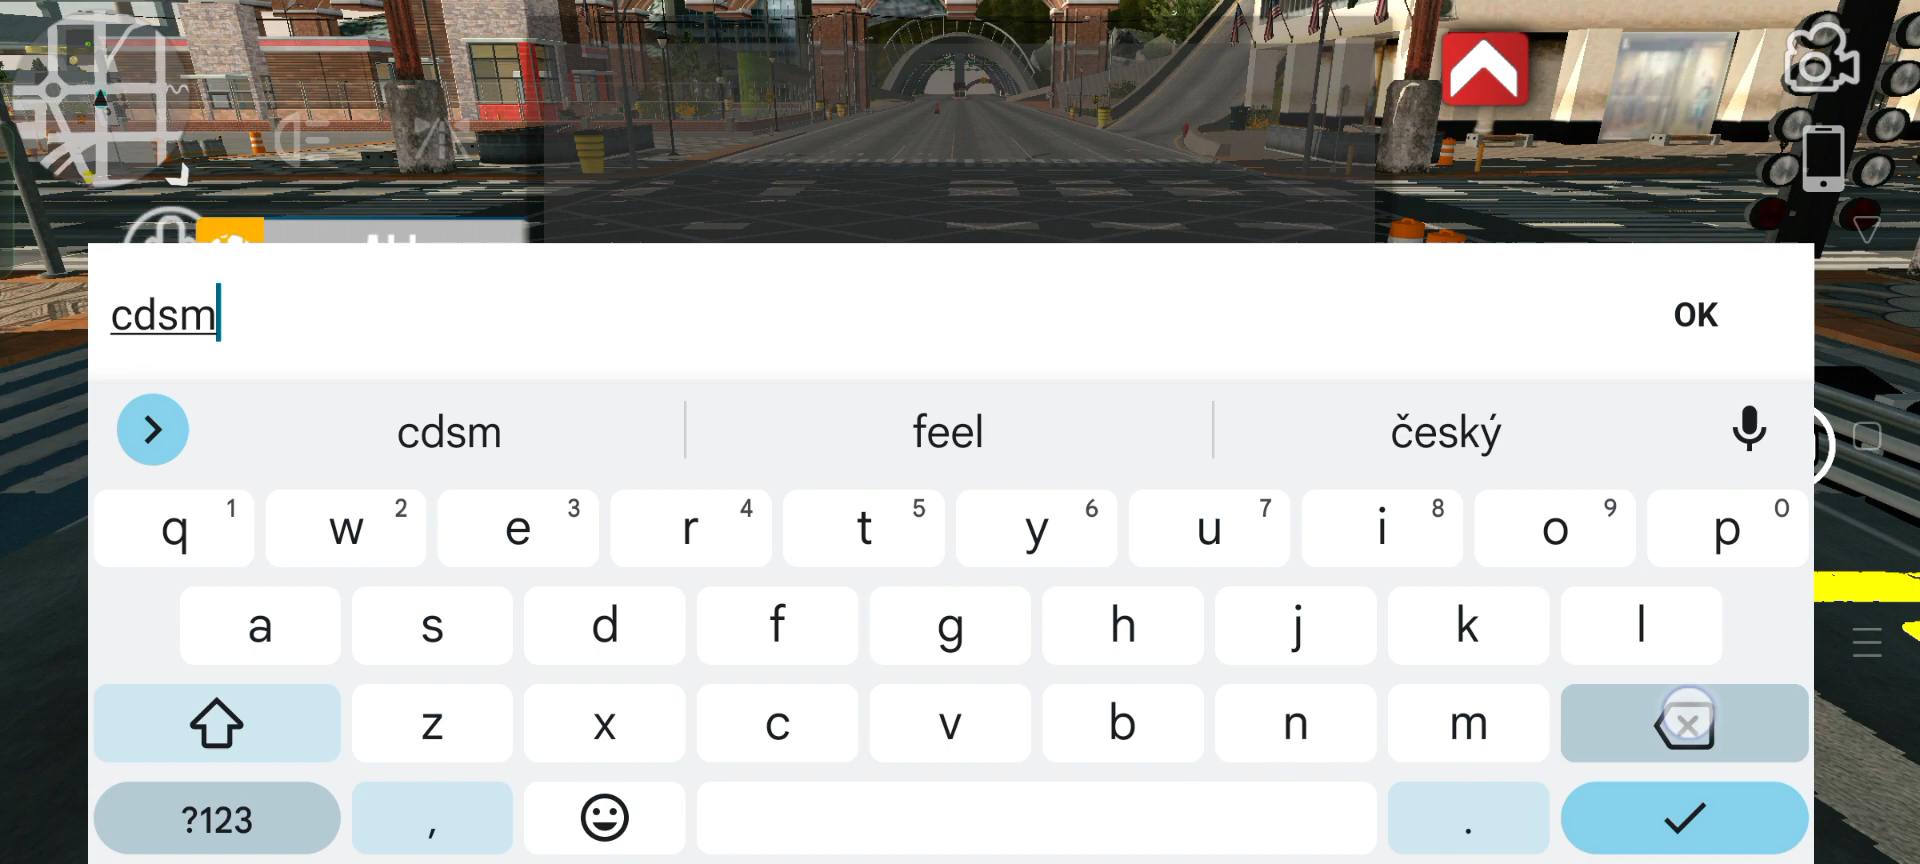 cdsm
OK
cdsm feel český
q 1 w 2 e 3 r 4 t 5 y 6 u 7 i 8 o 9 p 0
a s d f g h j k l
z x c v b n m
?123 , .